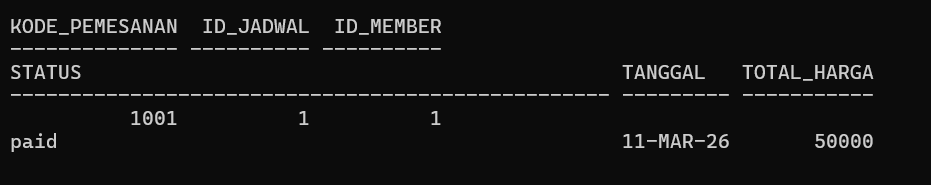 KODE_PEMESANAN  ID_JADWAL  ID_MEMBER
-------------- ---------- ----------
STATUS                                             TANGGAL   TOTAL_HARGA
-------------------------------------------------- --------- -----------
          1001          1          1
paid                                               11-MAR-26       50000